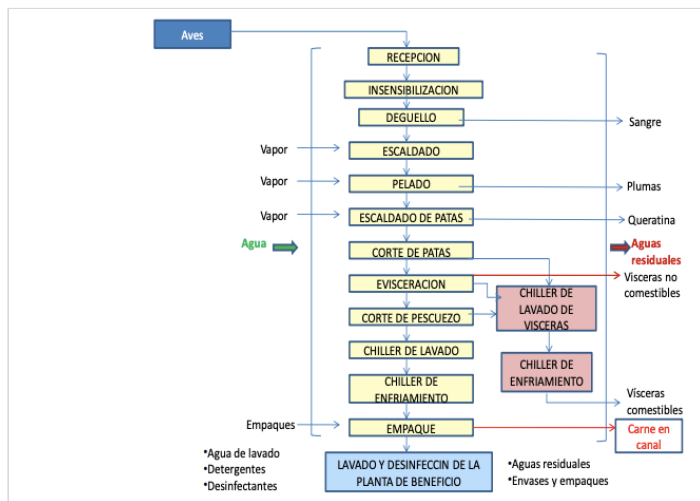 Aves
RECEPCION
INSENSIBILIZACION
DEGUELLO
Sangre
Vapor
ESCALDADO
Vapor
PELADO
Plumas
Vapor
ESCALDADO DE PATAS
Queratina
Agua
CORTE DE PATAS
Aguas
residuales
EVISCERACION
Vísceras no
comestibles
CHILLER DE
LAVADO DE
VISCERAS
CORTE DE PESCUEZO
CHILLER DE LAVADO
CHILLER DE
ENFRIAMIENTO
CHILLER DE
ENFRIAMIENTO
Vísceras
comestibles
Empaques
EMPAQUE
Carne en
canal
•Agua de lavado
•Detergentes
•Desinfectantes
LAVADO Y DESINFECCIN DE LA
PLANTA DE BENEFICIO
•Aguas residuales
•Envases y empaques